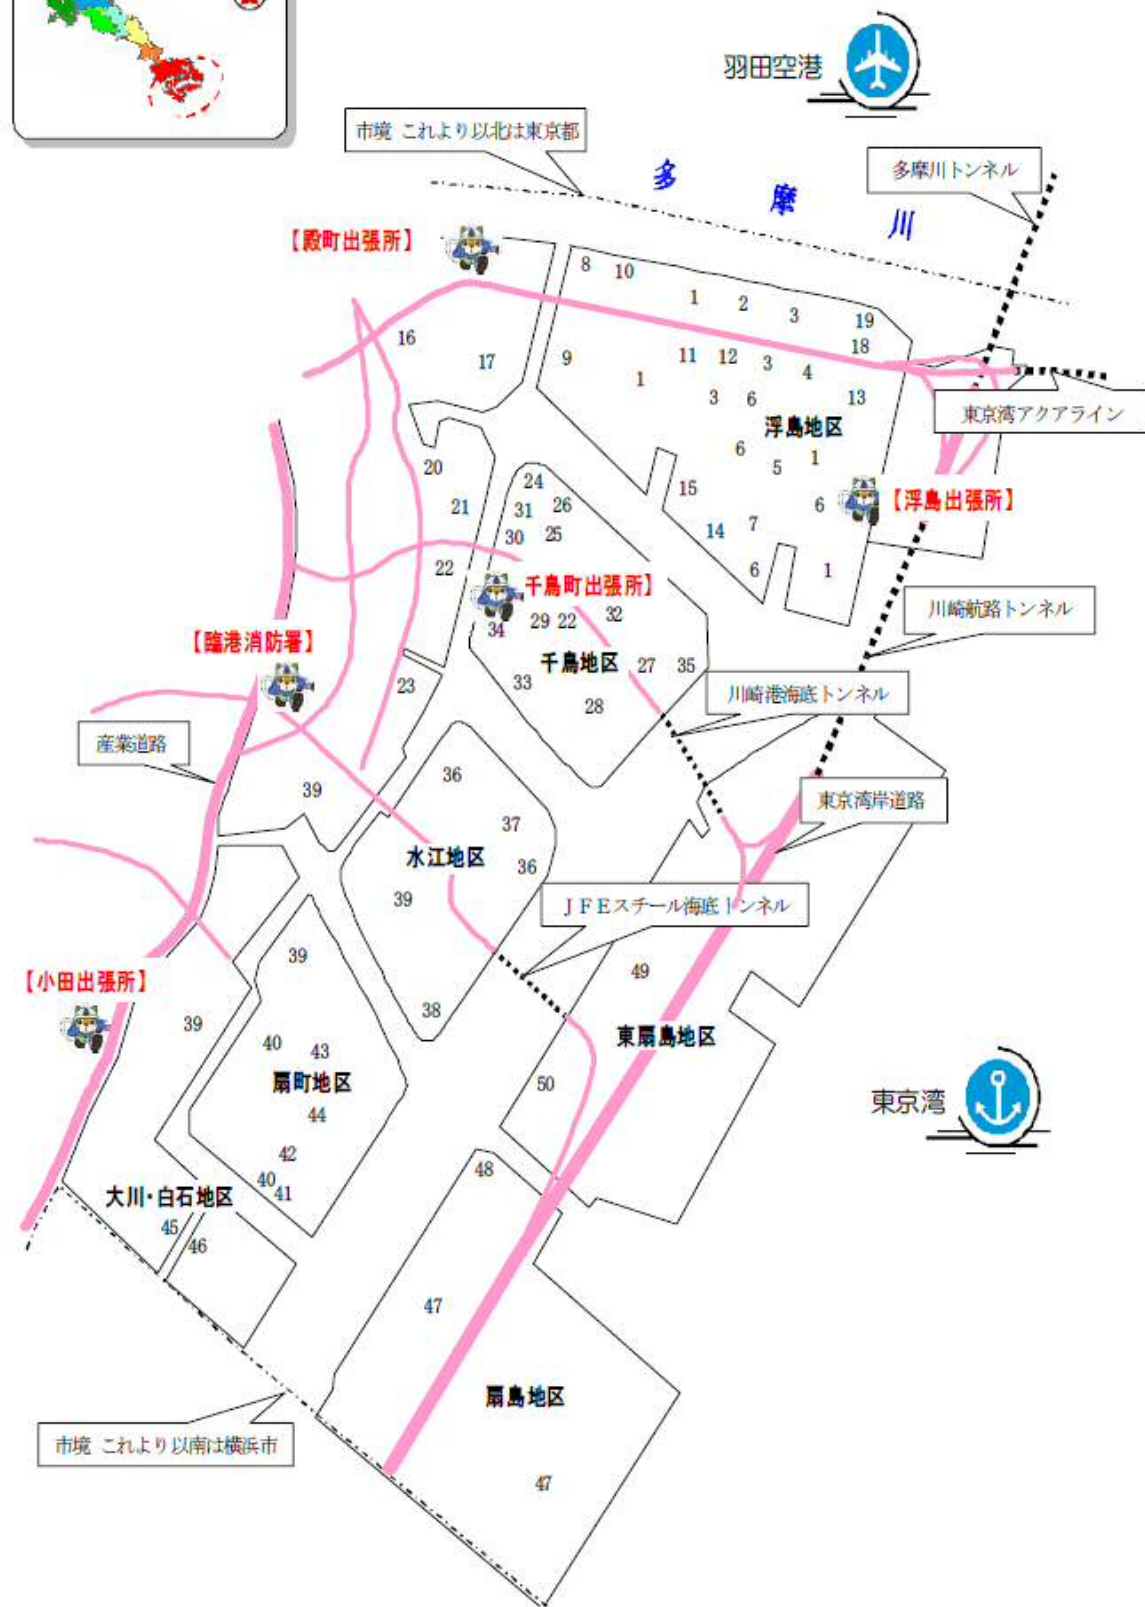 羽田空港
市境 これより以北は東京都
多摩川トンネル
多摩川
【殿町出張所】
8 10
1 2 3 19
18
16
17
9
11 12 3 4
1
3 6 13
東京湾アクアライン
浮島地区
6 5 1
20
15
24
21
31 26
6
【浮島出張所】
30 25
14 7
22
6 1
千鳥町出張所】
29 22 32
34
川崎航路トンネル
【臨港消防署】
千鳥地区
27 35
23
33
28
川崎港海底トンネル
産業道路
36
39
東京湾岸道路
37
水江地区
36
39
JFEスチール海底トンネル
39
49
【小田出張所】
38
39
東扇島地区
40 43
扇町地区
50
東京湾
44
42
48
40
41
大川・白石地区
45
46
47
扇島地区
市境 これより以南は横浜市
47